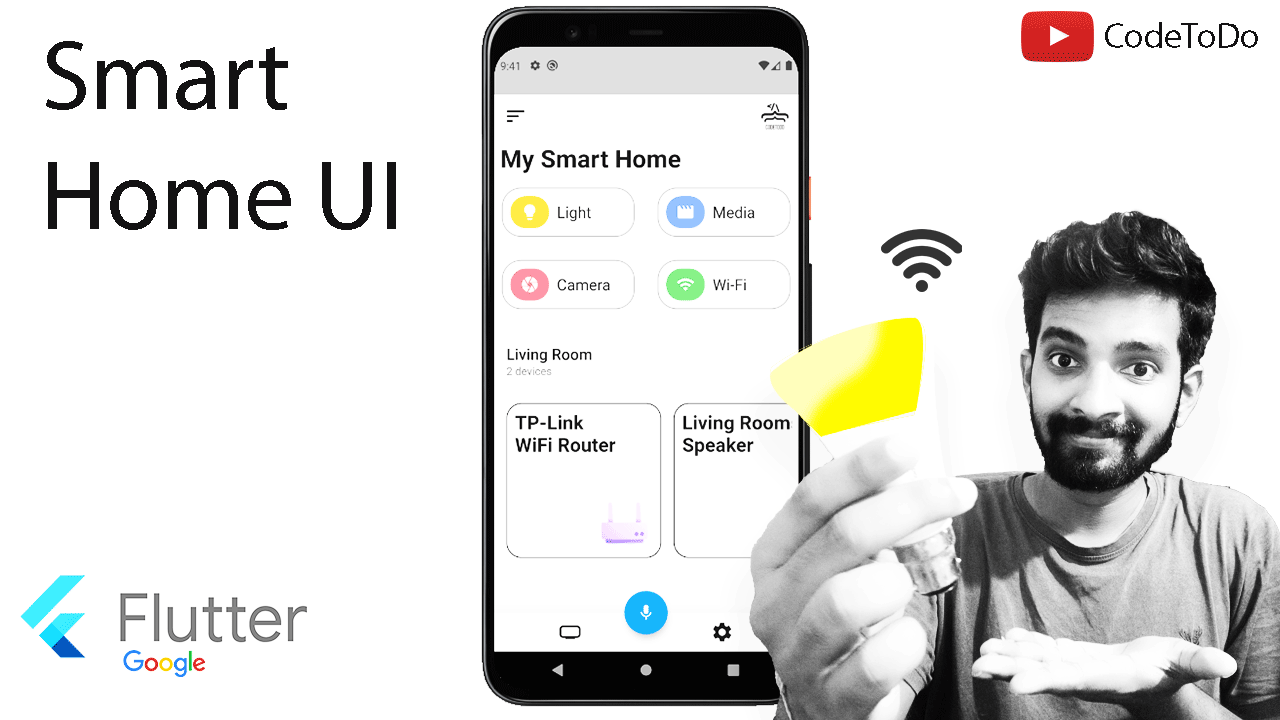 Smart
Home UI
CodeToDo
9:41
CODETODO
My Smart Home
Light
Media
Camera
Wi-Fi
Living Room
2 devices
TP-Link
WiFi Router
Living Room
Speaker
Flutter
Google